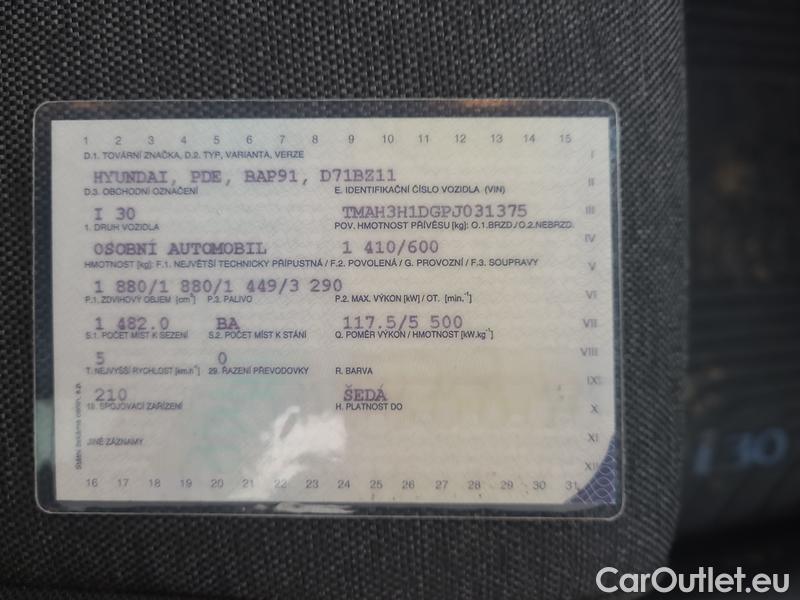 1 2 3 4 5 6 7 8 9 10 11 12 13 14 15
D.1. TOVÁRNÍ ZNAČKA, D.2. TYP, VARIANTA, VERZE
I
HYUNDAI, PDE, BAP91, D71BZ11
II
D.3. OBCHODNÍ OZNAČENÍ E. IDENTIFIKAČNÍ ČÍSLO VOZIDLA (VIN)
I 30 TMAH3H1DGPJ031375
III
1. DRUH VOZIDLA POV. HMOTNOST PŘÍVĚSU [kg]: O.1.BRZD./O.2.NEBRZD.
OSOBNÍ AUTOMOBIL 1 410/600
IV
HMOTNOST [kg]: F.1. NEJVĚTŠÍ TECHNICKY PŘÍPUSTNÁ / F.2. POVOLENÁ / G. PROVOZNÍ / F.3. SOUPRAVY
V
1 880/1 880/1 449/3 290
VI
P.1. ZDVIHOVÝ OBJEM [cm³] P.3. PALIVO P.2. MAX. VÝKON [kW] / OT. [min.⁻¹]
1 482.0 BA 117.5/5 500
VII
S.1. POČET MÍST K SEZENÍ S.2. POČET MÍST K STÁNÍ Q. POMĚR VÝKON / HMOTNOST [kW.kg⁻¹]
5 0
VIII
T. NEJVYŠŠÍ RYCHLOST [km.h⁻¹] 29. ŘAZENÍ PŘEVODOVKY R. BARVA
210 ŠEDÁ
IX
18. SPOJOVACÍ ZAŘÍZENÍ H. PLATNOST DO
X
JINÉ ZÁZNAMY
XI
XII
Státní tiskárna cenin, s.p.
16 17 18 19 20 21 22 23 24 25 26 27 28 29 30 31
i 30
CarOutlet.eu